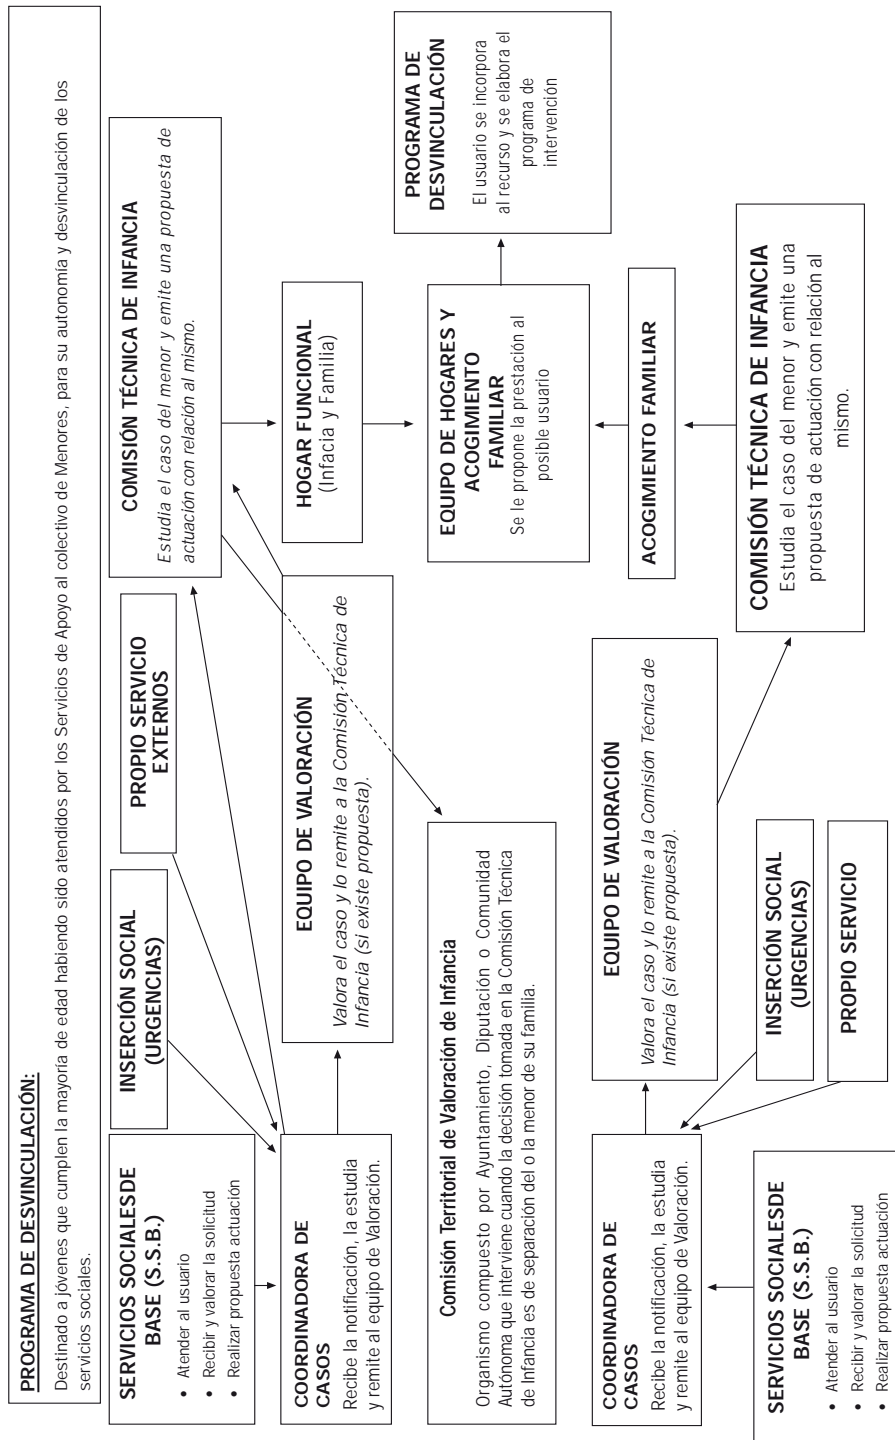 PROGRAMA DE DESVINCULACIÓN:
Destinado a jóvenes que cumplen la mayoría de edad habiendo sido atendidos por los Servicios de Apoyo al colectivo de Menores, para su autonomía y desvinculación de los
servicios sociales.
SERVICIOS SOCIALESDE
BASE (S.S.B.)
• Atender al usuario
• Recibir y valorar la solicitud
• Realizar propuesta actuación
INSERCIÓN SOCIAL
(URGENCIAS)
PROPIO SERVICIO
EXTERNOS
COMISIÓN TÉCNICA DE INFANCIA
Estudia el caso del menor y emite una propuesta de
actuación con relación al mismo.
COORDINADORA DE
CASOS
Recibe la notificación, la estudia
y remite al equipo de Valoración.
EQUIPO DE VALORACIÓN
Valora el caso y lo remite a la Comisión Técnica de
Infancia (si existe propuesta).
HOGAR FUNCIONAL
(Infacia y Familia)
Comisión Territorial de Valoración de Infancia
Organismo compuesto por Ayuntamiento, Diputación o Comunidad
Autónoma que interviene cuando la decisión tomada en la Comisión Técnica
de Infancia es de separación del o la menor de su familia.
EQUIPO DE HOGARES Y
ACOGIMIENTO
FAMILIAR
Se le propone la prestación al
posible usuario
PROGRAMA DE
DESVINCULACIÓN
El usuario se incorpora
al recurso y se elabora el
programa de
intervención
COORDINADORA DE
CASOS
Recibe la notificación, la estudia
y remite al equipo de Valoración.
EQUIPO DE VALORACIÓN
Valora el caso y lo remite a la Comisión Técnica de
Infancia (si existe propuesta).
ACOGIMIENTO FAMILIAR
SERVICIOS SOCIALESDE
BASE (S.S.B.)
• Atender al usuario
• Recibir y valorar la solicitud
• Realizar propuesta actuación
INSERCIÓN SOCIAL
(URGENCIAS)
PROPIO SERVICIO
COMISIÓN TÉCNICA DE INFANCIA
Estudia el caso del menor y emite una
propuesta de actuación con relación al
mismo.